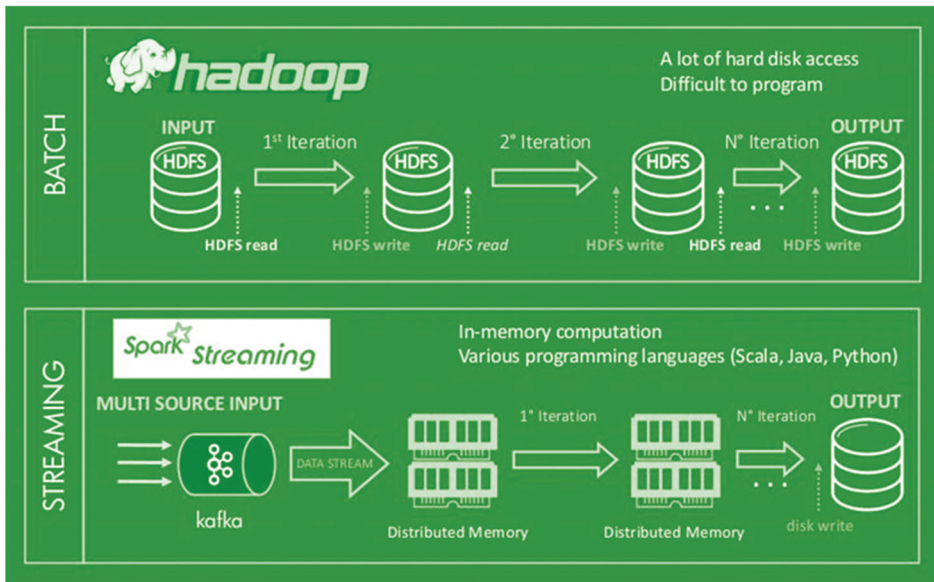 BATCH
hadoop
A lot of hard disk access
Difficult to program
INPUT
1st Iteration
2° Iteration
N° Iteration
OUTPUT
HDFS
HDFS
HDFS
HDFS
...
HDFS read
HDFS write
HDFS read
HDFS write
HDFS read
HDFS write
STREAMING
Spark Streaming
In-memory computation
Various programming languages (Scala, Java, Python)
MULTI SOURCE INPUT
1° Iteration
N° Iteration
OUTPUT
DATA STREAM
...
kafka
Distributed Memory
Distributed Memory
disk write